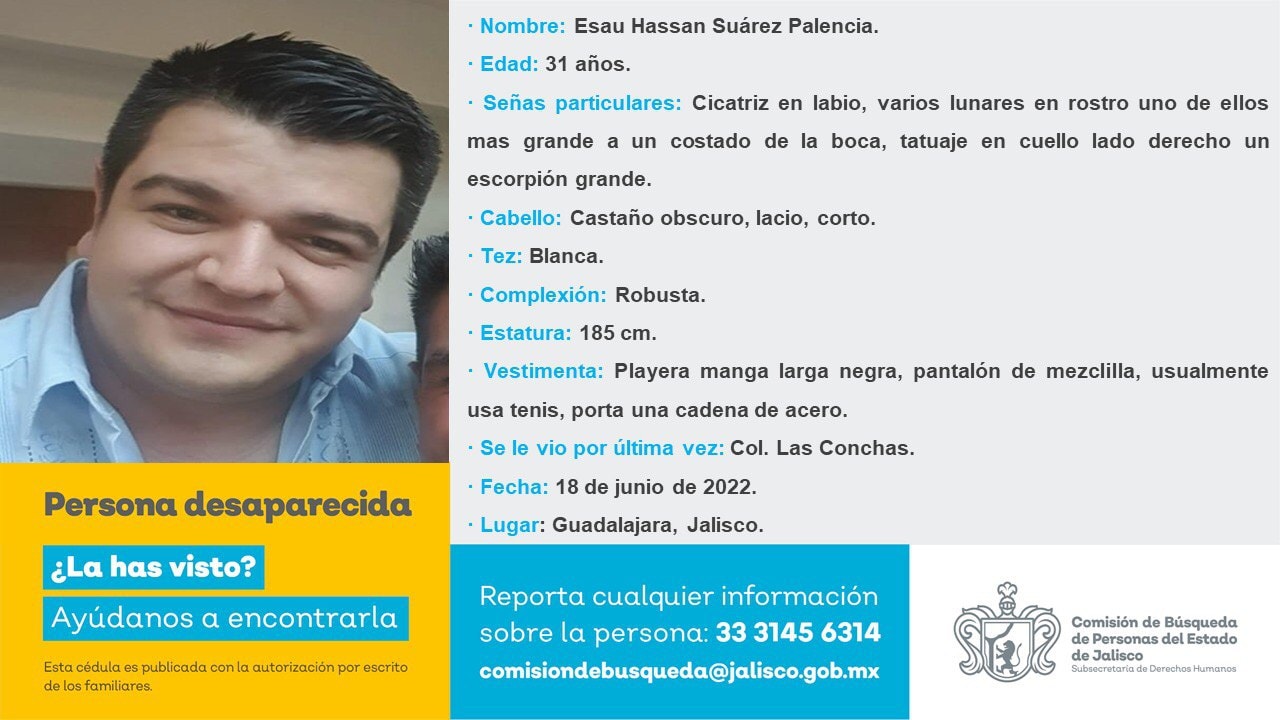 · Nombre: Esau Hassan Suárez Palencia.
· Edad: 31 años.
· Señas particulares: Cicatriz en labio, varios lunares en rostro uno de ellos
mas grande a un costado de la boca, tatuaje en cuello lado derecho un
escorpión grande.
· Cabello: Castaño obscuro, lacio, corto.
· Tez: Blanca.
· Complexión: Robusta.
· Estatura: 185 cm.
· Vestimenta: Playera manga larga negra, pantalón de mezclilla, usualmente
usa tenis, porta una cadena de acero.
· Se le vio por última vez: Col. Las Conchas.
· Fecha: 18 de junio de 2022.
· Lugar: Guadalajara, Jalisco.
Persona desaparecida
¿La has visto?
Ayúdanos a encontrarla
Esta cédula es publicada con la autorización por escrito
de los familiares.
Reporta cualquier información
sobre la persona: 33 3145 6314
comisiondebusqueda@jalisco.gob.mx
Comisión de Búsqueda
de Personas del Estado
de Jalisco
Subsecretaría de Derechos Humanos